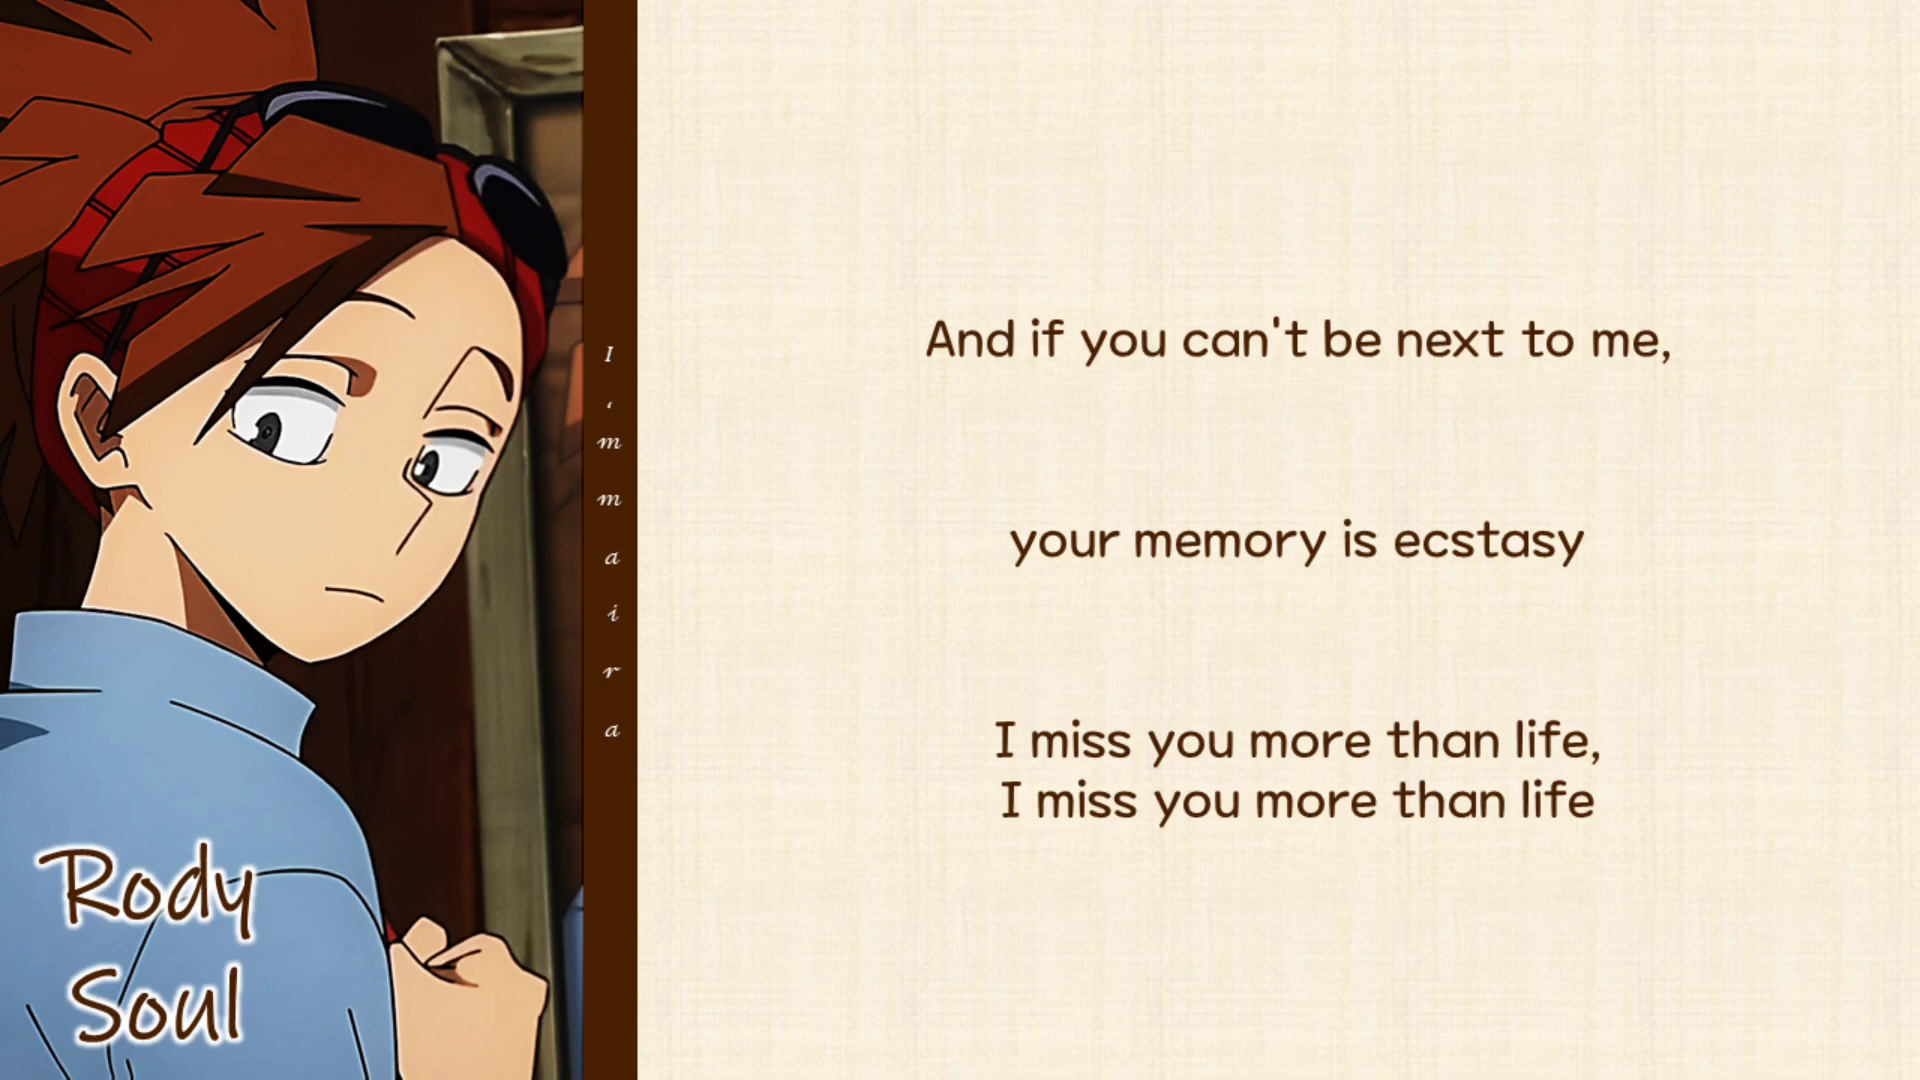 Rody
Soul
I'mmaira
And if you can't be next to me,
your memory is ecstasy
I miss you more than life,
I miss you more than life